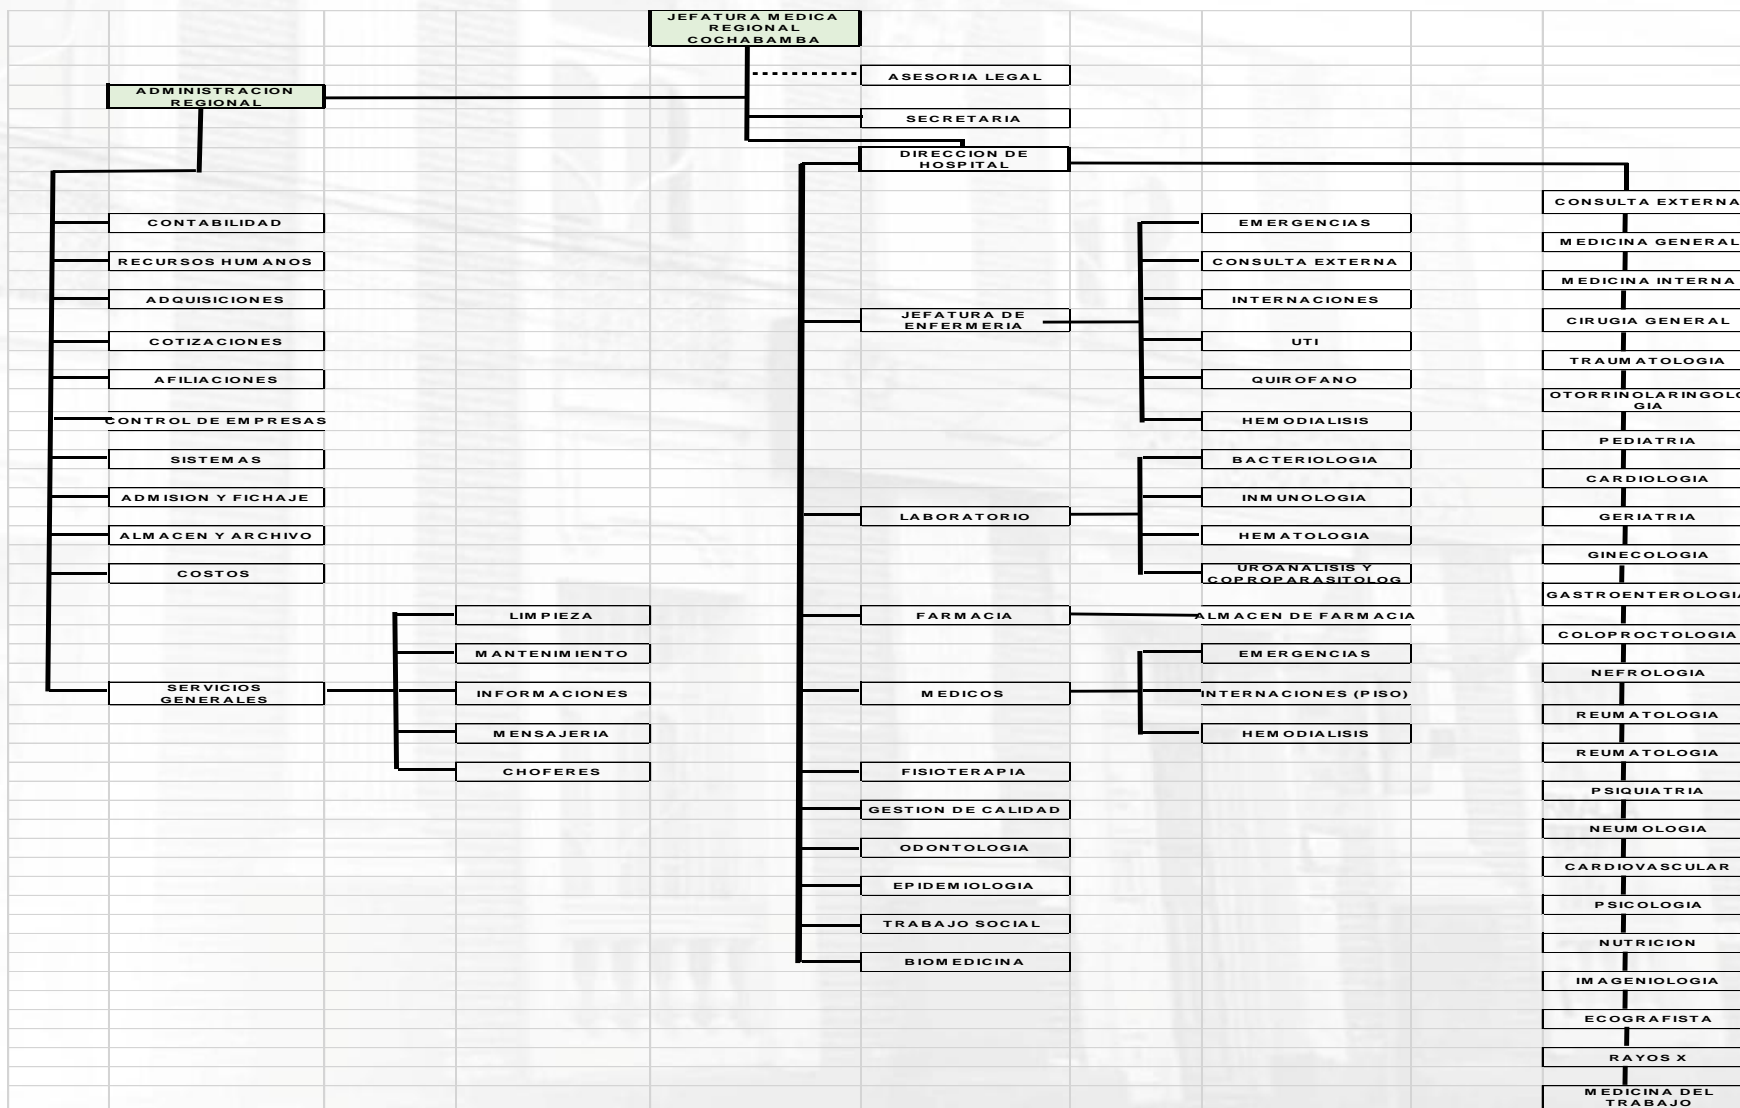 JEFATURA MEDICA
REGIONAL
COCHABAMBA
ASESORIA LEGAL
ADMINISTRACION
REGIONAL
SECRETARIA
DIRECCION DE
HOSPITAL
CONTABILIDAD
RECURSOS HUMANOS
ADQUISICIONES
COTIZACIONES
AFILIACIONES
CONTROL DE EMPRESAS
SISTEMAS
ADMISION Y FICHAJE
ALMACEN Y ARCHIVO
COSTOS
SERVICIOS
GENERALES
LIMPIEZA
MANTENIMIENTO
INFORMACIONES
MENSAJERIA
CHOFERES
JEFATURA DE
ENFERMERIA
LABORATORIO
FARMACIA
MEDICOS
FISIOTERAPIA
GESTION DE CALIDAD
ODONTOLOGIA
EPIDEMIOLOGIA
TRABAJO SOCIAL
BIOMEDICINA
EMERGENCIAS
CONSULTA EXTERNA
INTERNACIONES
UTI
QUIROFANO
HEMODIALISIS
BACTERIOLOGIA
INMUNOLOGIA
HEMATOLOGIA
UROANALISIS Y
COPROPARASITOLOG
ALMACEN DE FARMACIA
EMERGENCIAS
INTERNACIONES (PISO)
HEMODIALISIS
CONSULTA EXTERNA
MEDICINA GENERAL
MEDICINA INTERNA
CIRUGIA GENERAL
TRAUMATOLOGIA
OTORRINOLARINGOLO
GIA
PEDIATRIA
CARDIOLOGIA
GERIATRIA
GINECOLOGIA
GASTROENTEROLOGIA
COLOPROCTOLOGIA
NEFROLOGIA
REUMATOLOGIA
REUMATOLOGIA
PSIQUIATRIA
NEUMOLOGIA
CARDIOVASCULAR
PSICOLOGIA
NUTRICION
IMAGENIOLOGIA
ECOGRAFISTA
RAYOS X
MEDICINA DEL
TRABAJO